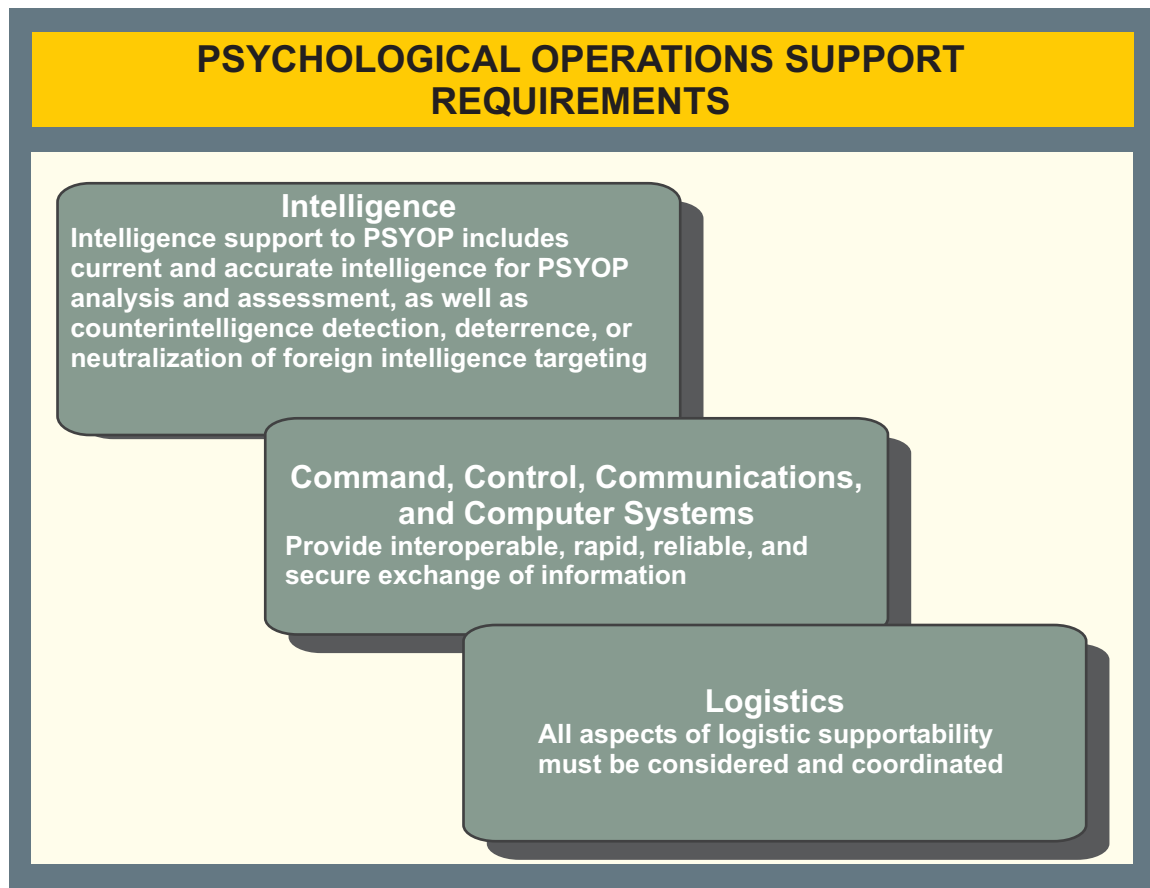 PSYCHOLOGICAL OPERATIONS SUPPORT
REQUIREMENTS
Intelligence
Intelligence support to PSYOP includes
current and accurate intelligence for PSYOP
analysis and assessment, as well as
counterintelligence detection, deterrence, or
neutralization of foreign intelligence targeting
Command, Control, Communications,
and Computer Systems
Provide interoperable, rapid, reliable, and
secure exchange of information
Logistics
All aspects of logistic supportability
must be considered and coordinated